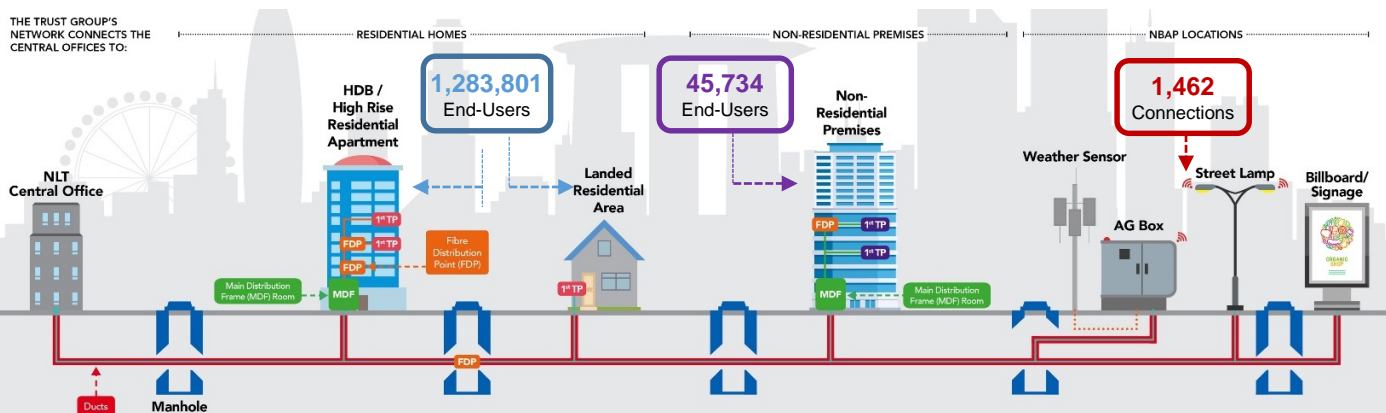 THE TRUST GROUP'S
NETWORK CONNECTS THE
CENTRAL OFFICES TO:
RESIDENTIAL HOMES
NON-RESIDENTIAL PREMISES
NBAP LOCATIONS
1,283,801
End-Users
45,734
End-Users
1,462
Connections
NLT
Central Office
HDB /
High Rise
Residential
Apartment
Landed
Residential
Area
Non-
Residential
Premises
Weather Sensor
AG Box
Street Lamp
Billboard/
Signage
1st TP
FDP
1st TP
FDP
Fibre
Distribution
Point (FDP)
Main Distribution
Frame (MDF) Room
MDF
1st TP
FDP
1st TP
1st TP
MDF
Main Distribution
Frame (MDF) Room
ORGANIC
SHOP
FDP
Ducts
Manhole